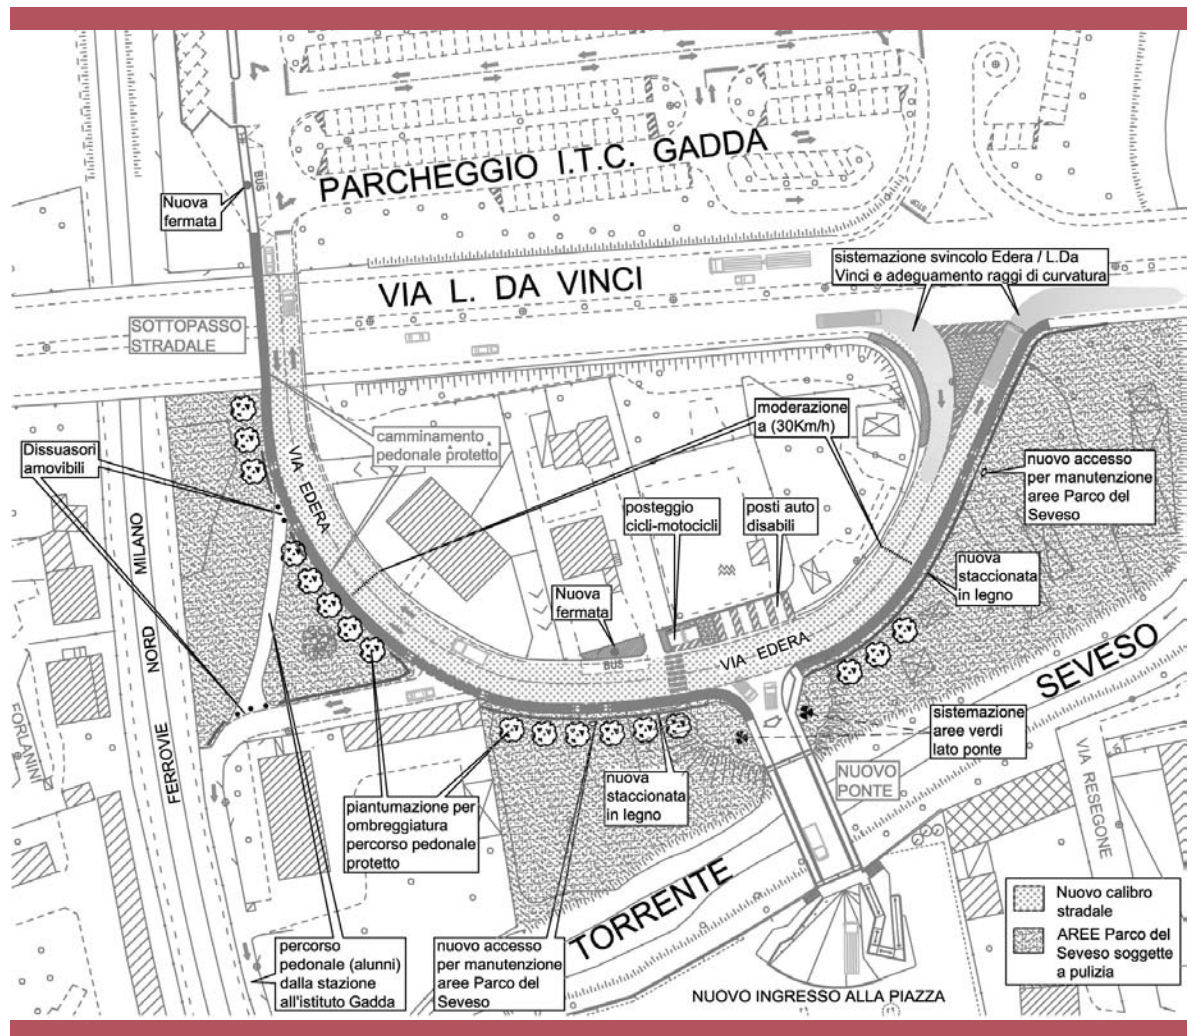 PARCHEGGIO I.T.C. GADDA
BUS
Nuova
fermata
STOP
sistemazione svincolo Edera / L.Da
Vinci e adeguamento raggi di curvatura
VIA L. DA VINCI
SOTTOPASSO
STRADALE
moderazione
a (30Km/h)
camminamento
pedonale protetto
Dissuasori
amovibili
VIA EDERA
nuovo accesso
per manutenzione
aree Parco del
Seveso
posteggio
cicli-motocicli
posti auto
disabili
nuova
staccionata
in legno
Nuova
fermata
BUS
VIA EDERA
FERROVIE NORD MILANO
FORLANINI
TORRENTE SEVESO
sistemazione
aree verdi
lato ponte
NUOVO
PONTE
VIA RESEGONE
nuova
staccionata
in legno
piantumazione per
ombreggiatura
percorso pedonale
protetto
percorso
pedonale (alunni)
dalla stazione
all'istituto Gadda
nuovo accesso
per manutenzione
aree Parco del
Seveso
NUOVO INGRESSO ALLA PIAZZA
Nuovo calibro
stradale
AREE Parco del
Seveso soggette
a pulizia